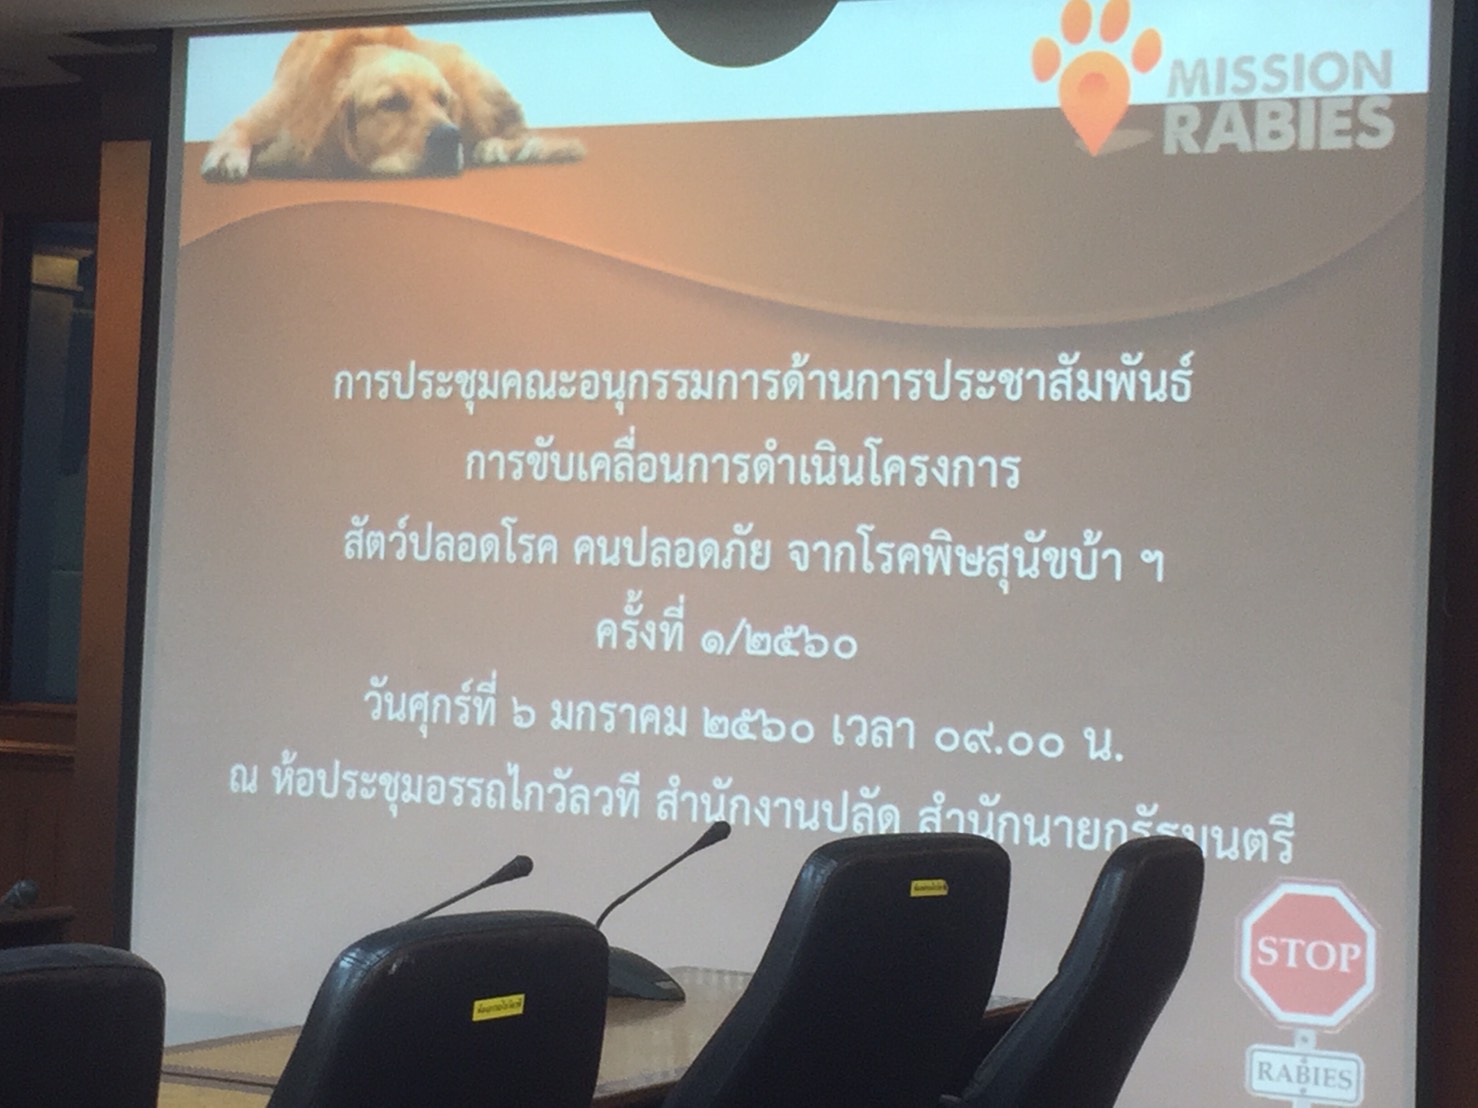 MISSION
RABIES
การประชุมคณะอนุกรรมการด้านการประชาสัมพันธ์
การขับเคลื่อนการดำเนินโครงการ
สัตว์ปลอดโรค คนปลอดภัย จากโรคพิษสุนัขบ้า ฯ
ครั้งที่ ๑/๒๕๖๐
วันศุกร์ที่ ๖ มกราคม ๒๕๖๐ เวลา ๐๙.๐๐ น.
ณ ห้อประชุมอรรถไกวัลวที สำนักงานปลัด สำนักนายกรัฐมนตรี
STOP
RABIES